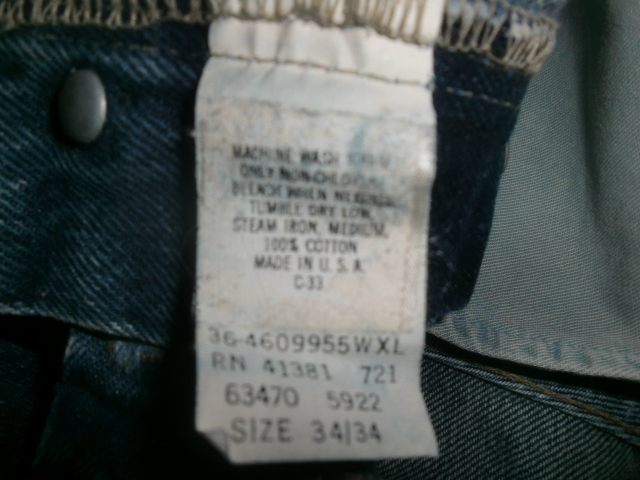 MACHINE WASH WARM
ONLY NON-CHLORINE
BLEACH WHEN NEEDED.
TUMBLE DRY LOW.
STEAM IRON, MEDIUM.
100% COTTON
MADE IN U.S.A.
C-33
36-4609955WXL
RN 41381 721
63470 5922
SIZE 34/34